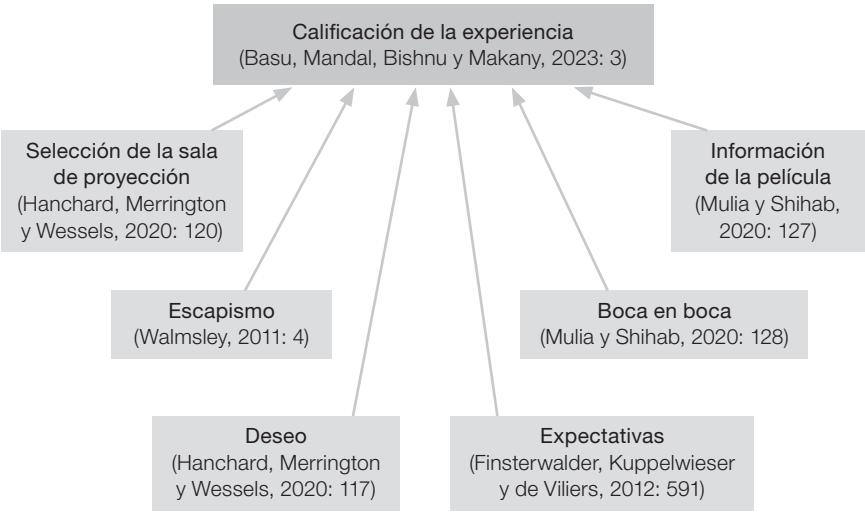 Calificación de la experiencia
(Basu, Mandal, Bishnu y Makany, 2023: 3)
Selección de la sala
de proyección
(Hanchard, Merrington
y Wessels, 2020: 120)
Información
de la película
(Mulia y Shihab,
2020: 127)
Escapismo
(Walmsley, 2011: 4)
Boca en boca
(Mulia y Shihab, 2020: 128)
Deseo
(Hanchard, Merrington
y Wessels, 2020: 117)
Expectativas
(Finsterwalder, Kuppelwieser
y de Viliers, 2012: 591)